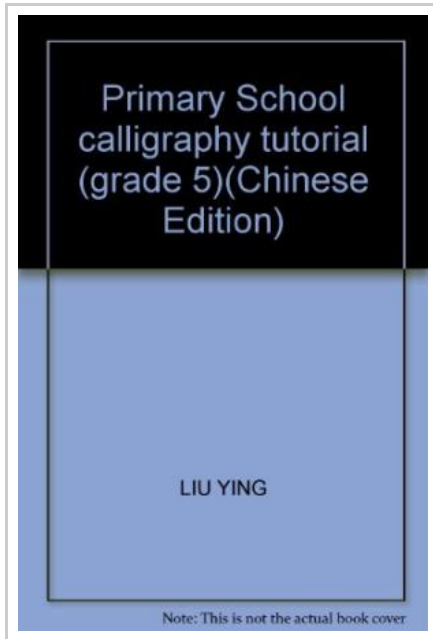 Primary School
calligraphy tutorial
(grade 5)(Chinese
Edition)
LIU YING
Note: This is not the actual book cover